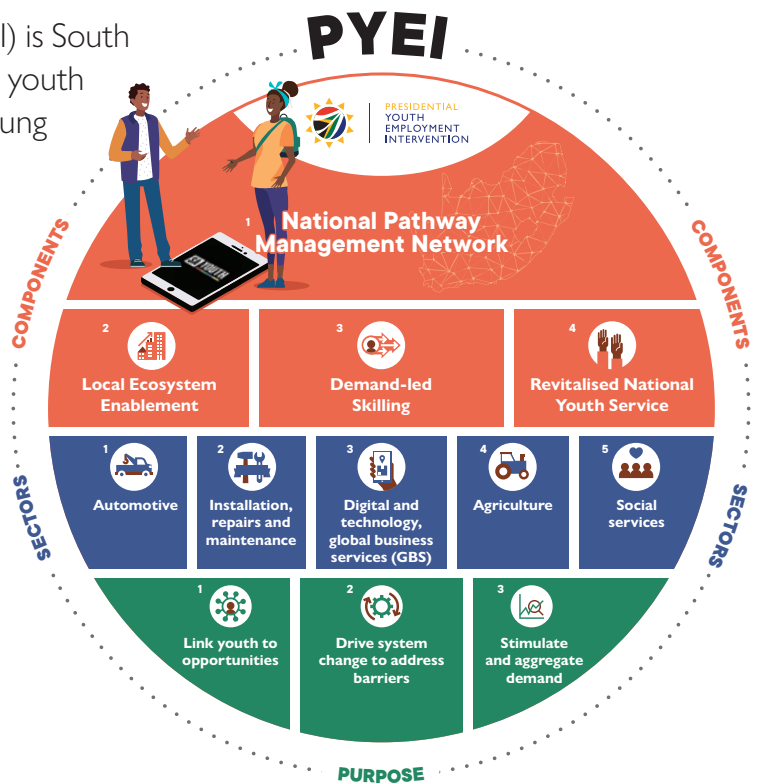 I) is South
youth
ung
PYEI
PRESIDENTIAL
YOUTH
EMPLOYMENT
INTERVENTION
COMPONENTS
COMPONENTS
1 National Pathway
Management Network
YOUTH
2
Local Ecosystem
Enablement
3
Demand-led
Skilling
4
Revitalised National
Youth Service
SECTORS
SECTORS
1
Automotive
2
Installation,
repairs and
maintenance
3
Digital and
technology,
global business
services (GBS)
4
Agriculture
5
Social
services
1
Link youth to
opportunities
2
Drive system
change to address
barriers
3
Stimulate
and aggregate
demand
PURPOSE